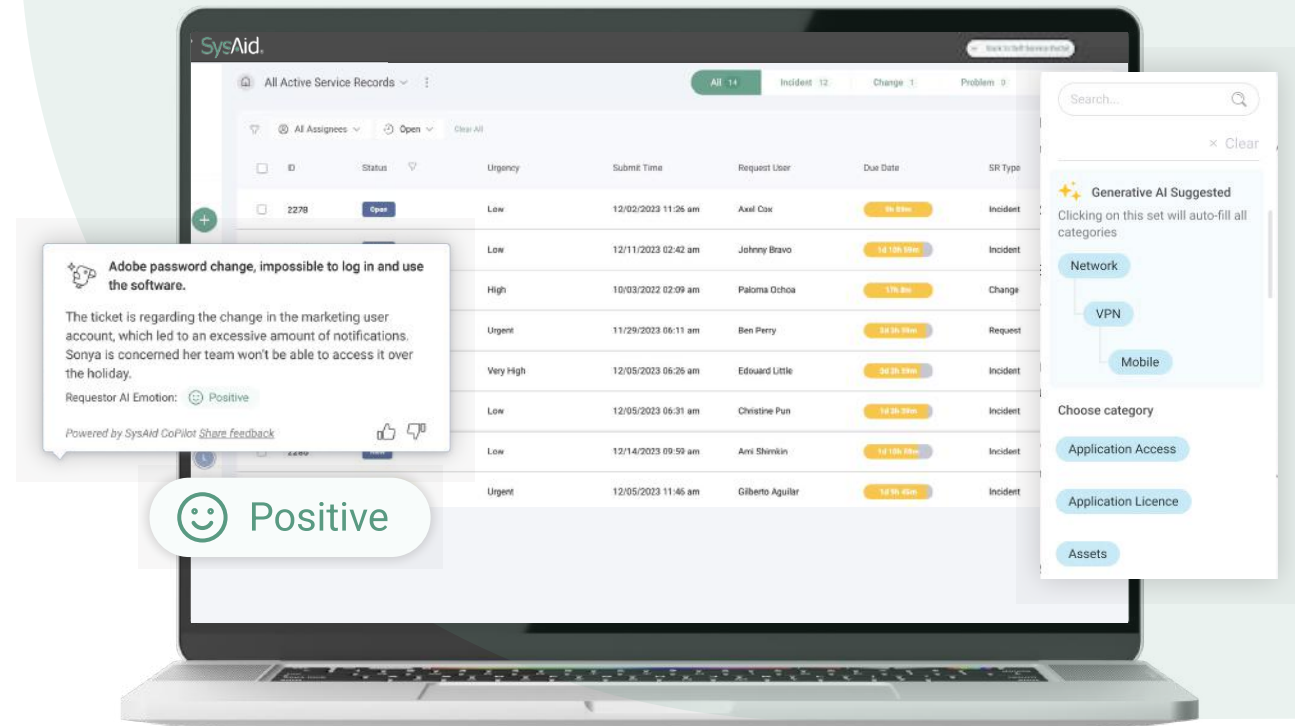 SysAid.
Back to Self-Service Portal
All Active Service Records
All 14 Incident 12 Change 1 Problem
All Assignees Open Clear All
ID Status Urgency Submit Time Request User Due Date SR Type
2279 Open Low 12/02/2023 11:26 am Axel Cox Incident
Low 12/11/2023 02:42 am Johnny Bravo Incident
High 10/03/2022 02:09 am Paloma Ochoa Change
Urgent 11/29/2023 06:11 am Ben Perry Request
Very High 12/05/2023 06:26 am Edouard Little Incident
Low 12/05/2023 06:31 am Christine Pun Incident
Low 12/14/2023 09:59 am Ami Shimkin Incident
Urgent 12/05/2023 11:46 am Gilberto Aguilar Incident
Adobe password change, impossible to log in and use
the software.
The ticket is regarding the change in the marketing user
account, which led to an excessive amount of notifications.
Sonya is concerned her team won't be able to access it over
the holiday.
Requestor AI Emotion: Positive
Powered by SysAid CoPilot Share feedback
Positive
Search...
× Clear
Generative AI Suggested
Clicking on this set will auto-fill all
categories
Network
VPN
Mobile
Choose category
Application Access
Application Licence
Assets